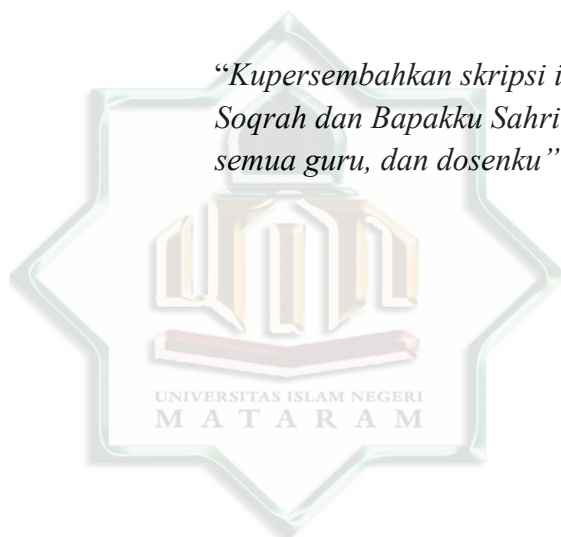 “Kupersembahkan skripsi i
Soqrah dan Bapakku Sahri
semua guru, dan dosenku”
UNIVERSITAS ISLAM NEGERI
MATARAM